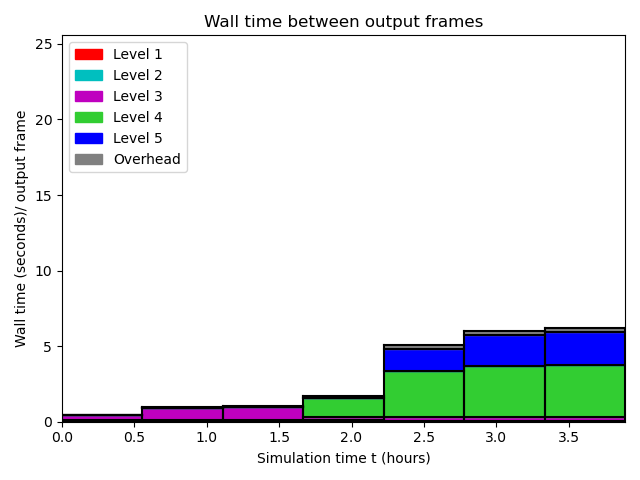 Wall time between output frames
Wall time (seconds)/ output frame
25
20
15
10
5
0
Level 1
Level 2
Level 3
Level 4
Level 5
Overhead
0.0 0.5 1.0 1.5 2.0 2.5 3.0 3.5
Simulation time t (hours)